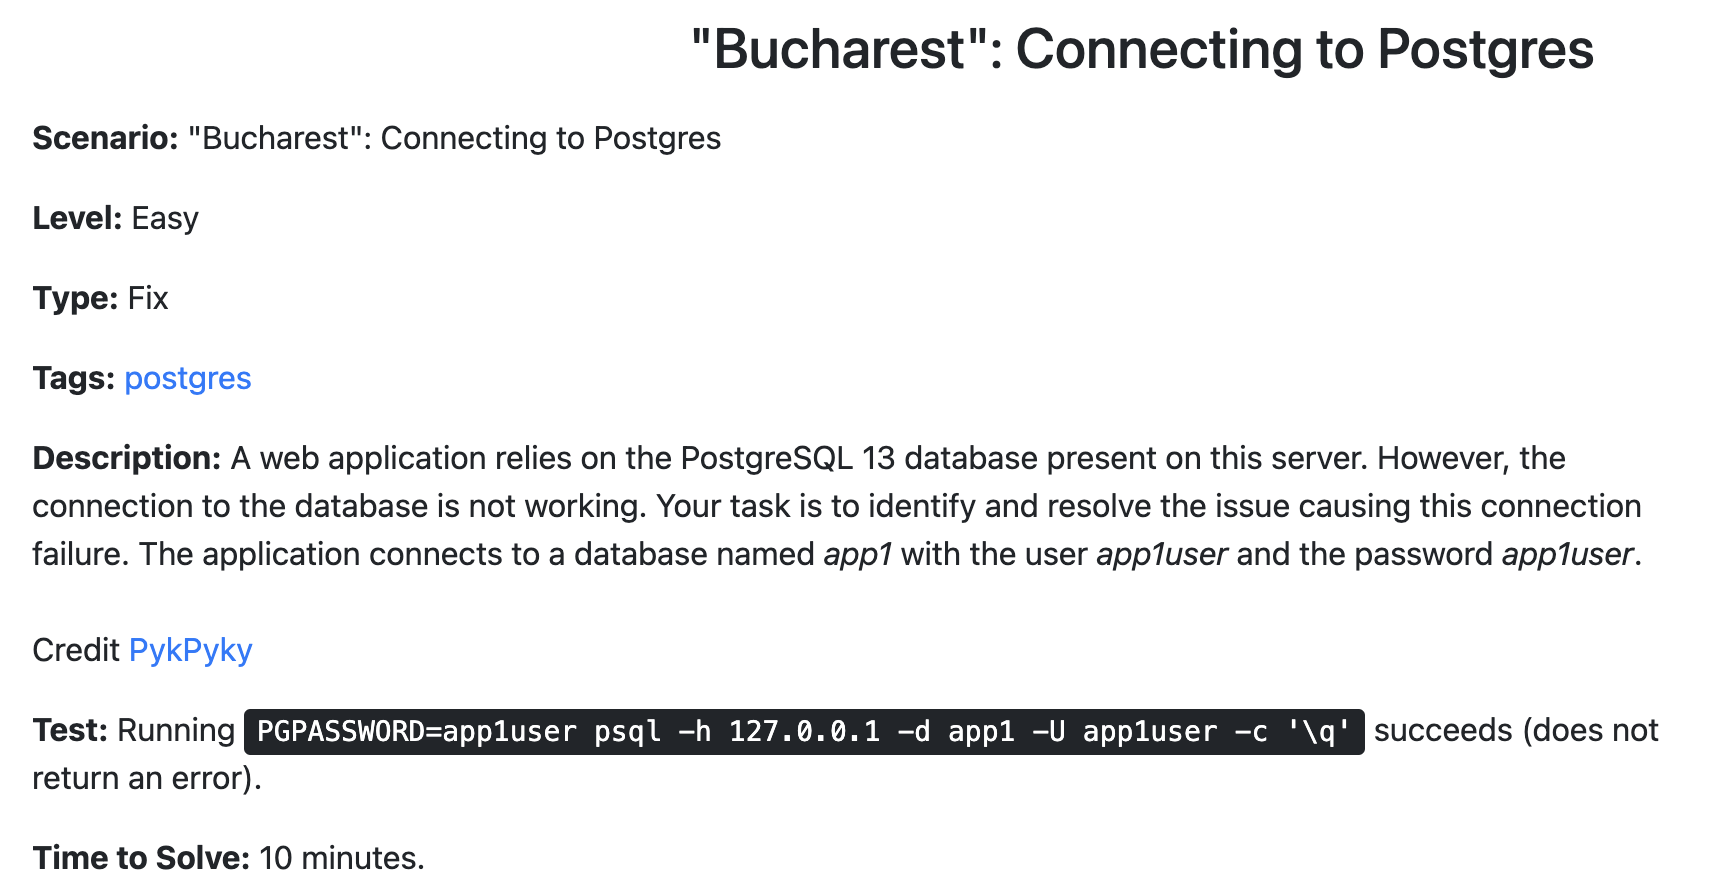 "Bucharest": Connecting to Postgres
Scenario: "Bucharest": Connecting to Postgres
Level: Easy
Type: Fix
Tags: postgres
Description: A web application relies on the PostgreSQL 13 database present on this server. However, the
connection to the database is not working. Your task is to identify and resolve the issue causing this connection
failure. The application connects to a database named app1 with the user app1user and the password app1user.
Credit PykPyky
Test: Running PGPASSWORD=app1user psql -h 127.0.0.1 -d app1 -U app1user -c '\q' succeeds (does not
return an error).
Time to Solve: 10 minutes.